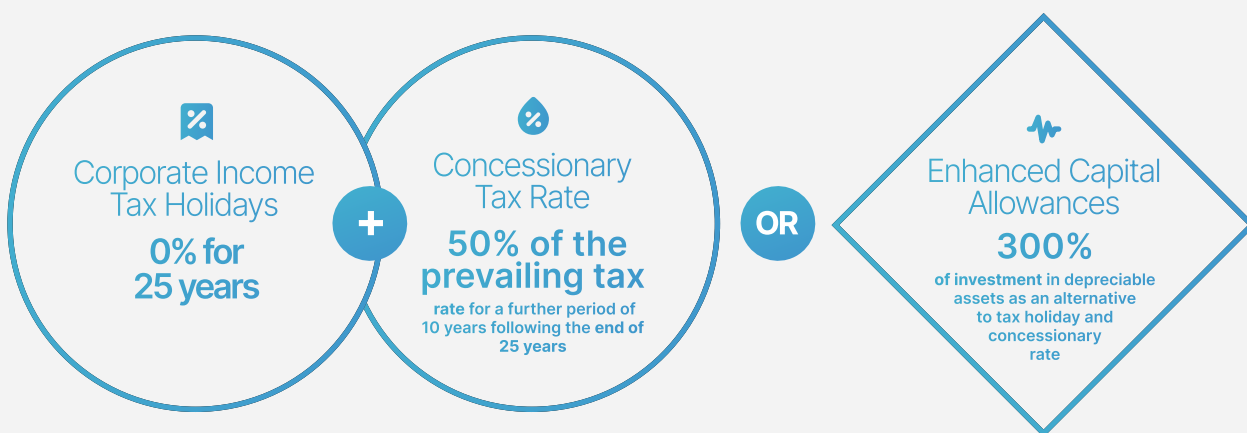 Corporate Income
Tax Holidays
0% for
25 years
+
Concessionary
Tax Rate
50% of the
prevailing tax
rate for a further period of
10 years following the end of
25 years
OR
Enhanced Capital
Allowances
300%
of investment in depreciable
assets as an alternative
to tax holiday and
concessionary
rate